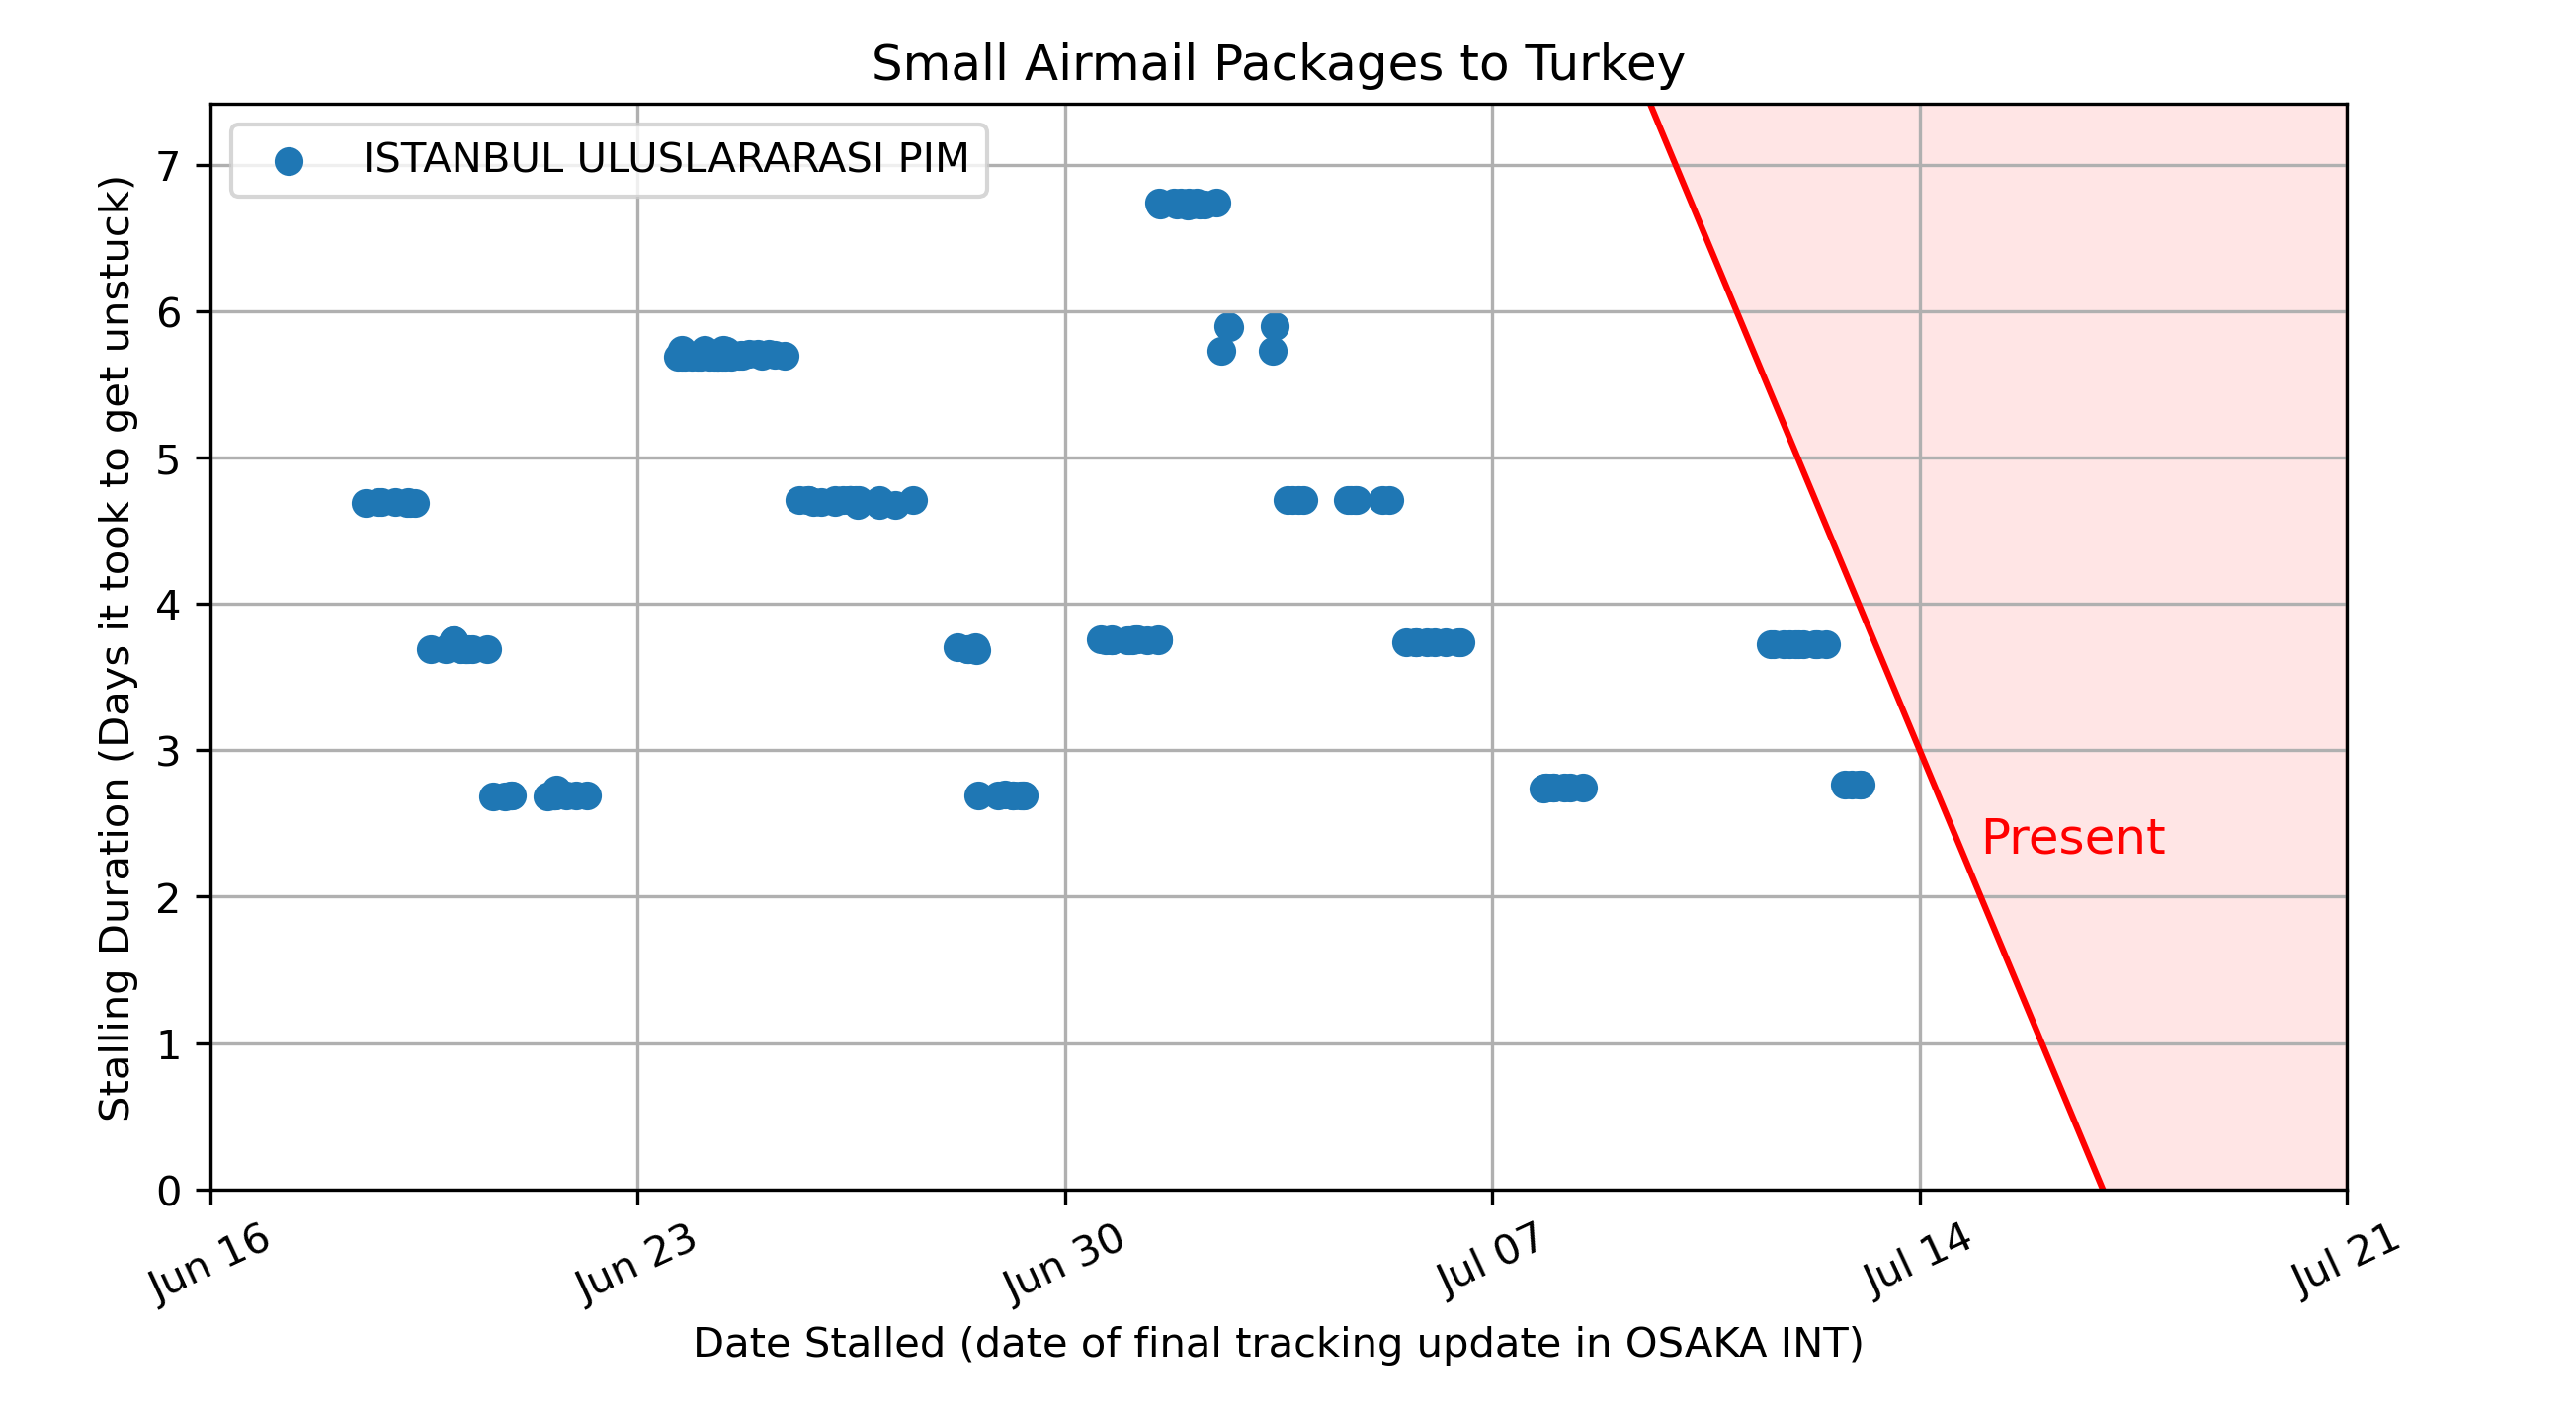 Small Airmail Packages to Turkey
ISTANBUL ULUSLARARASI PIM
Stalling Duration (Days it took to get unstuck)
7
6
5
4
3
2
1
0
Present
Jun 16
Jun 23
Jun 30
Jul 07
Jul 14
Jul 21
Date Stalled (date of final tracking update in OSAKA INT)